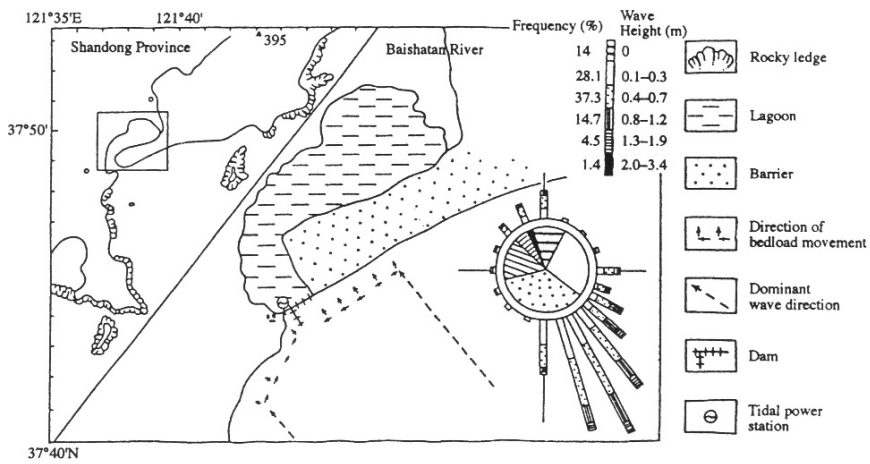 121°35′E
121°40′
Shandong Province
395
Baishatan River
37°50′
37°40′N
Frequency (%)
Wave
Height (m)
14 0
28.1 0.1–0.3
37.3 0.4–0.7
14.7 0.8–1.2
4.5 1.3–1.9
1.4 2.0–3.4
Rocky ledge
Lagoon
Barrier
Direction of
bedload movement
Dominant
wave direction
Dam
Tidal power
station